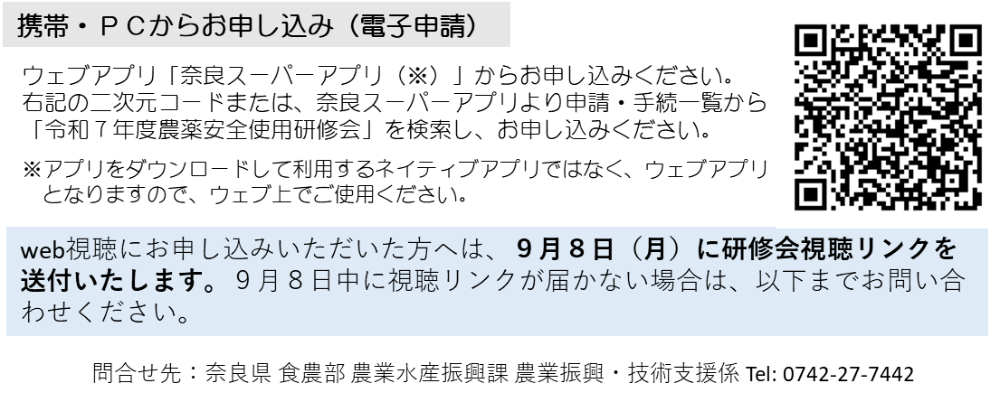 携帯・ＰＣからお申し込み（電子申請）
ウェブアプリ「奈良スーパーアプリ（※）」からお申し込みください。
右記の二次元コードまたは、奈良スーパーアプリより申請・手続一覧から
「令和７年度農薬安全使用研修会」を検索し、お申し込みください。
※アプリをダウンロードして利用するネイティブアプリではなく、ウェブアプリ
となりますので、ウェブ上でご使用ください。
web視聴にお申し込みいただいた方へは、９月８日（月）に研修会視聴リンクを
送付いたします。９月８日中に視聴リンクが届かない場合は、以下までお問い合
わせください。
問合せ先：奈良県 食農部 農業水産振興課 農業振興・技術支援係 Tel: 0742-27-7442